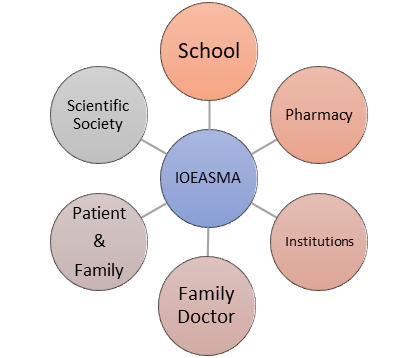 School
Scientific
Society
Pharmacy
IOEASMA
Patient
&
Family
Institutions
Family
Doctor